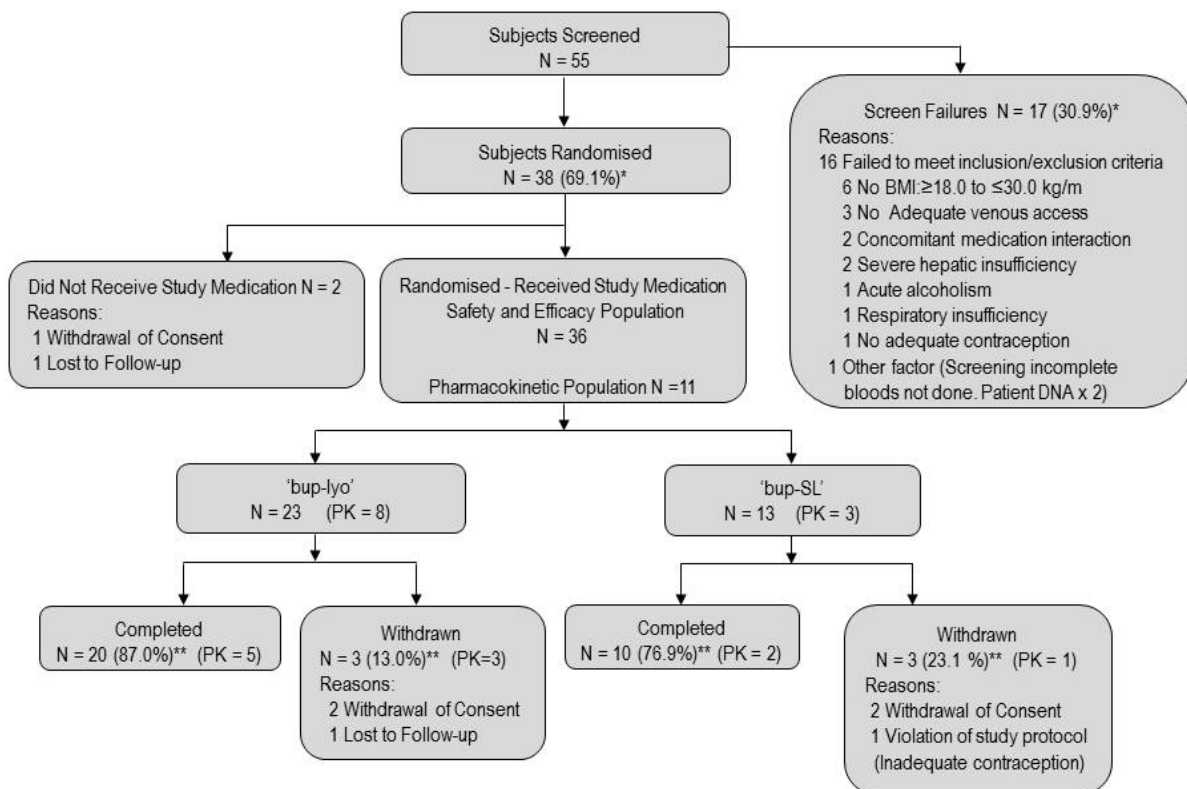 Subjects Screened
N = 55
Screen Failures N = 17 (30.9%)*
Reasons:
16 Failed to meet inclusion/exclusion criteria
6 No BMI:≥18.0 to ≤30.0 kg/m
3 No Adequate venous access
2 Concomitant medication interaction
2 Severe hepatic insufficiency
1 Acute alcoholism
1 Respiratory insufficiency
1 No adequate contraception
1 Other factor (Screening incomplete
bloods not done. Patient DNA x 2)
Subjects Randomised
N = 38 (69.1%)*
Did Not Receive Study Medication N = 2
Reasons:
1 Withdrawal of Consent
1 Lost to Follow-up
Randomised - Received Study Medication
Safety and Efficacy Population
N = 36
Pharmacokinetic Population N =11
‘bup-lyo’
N = 23 (PK = 8)
‘bup-SL’
N = 13 (PK = 3)
Completed
N = 20 (87.0%)** (PK = 5)
Withdrawn
N = 3 (13.0%)** (PK=3)
Reasons:
2 Withdrawal of Consent
1 Lost to Follow-up
Completed
N = 10 (76.9%)** (PK = 2)
Withdrawn
N = 3 (23.1 %)** (PK = 1)
Reasons:
2 Withdrawal of Consent
1 Violation of study protocol
(Inadequate contraception)